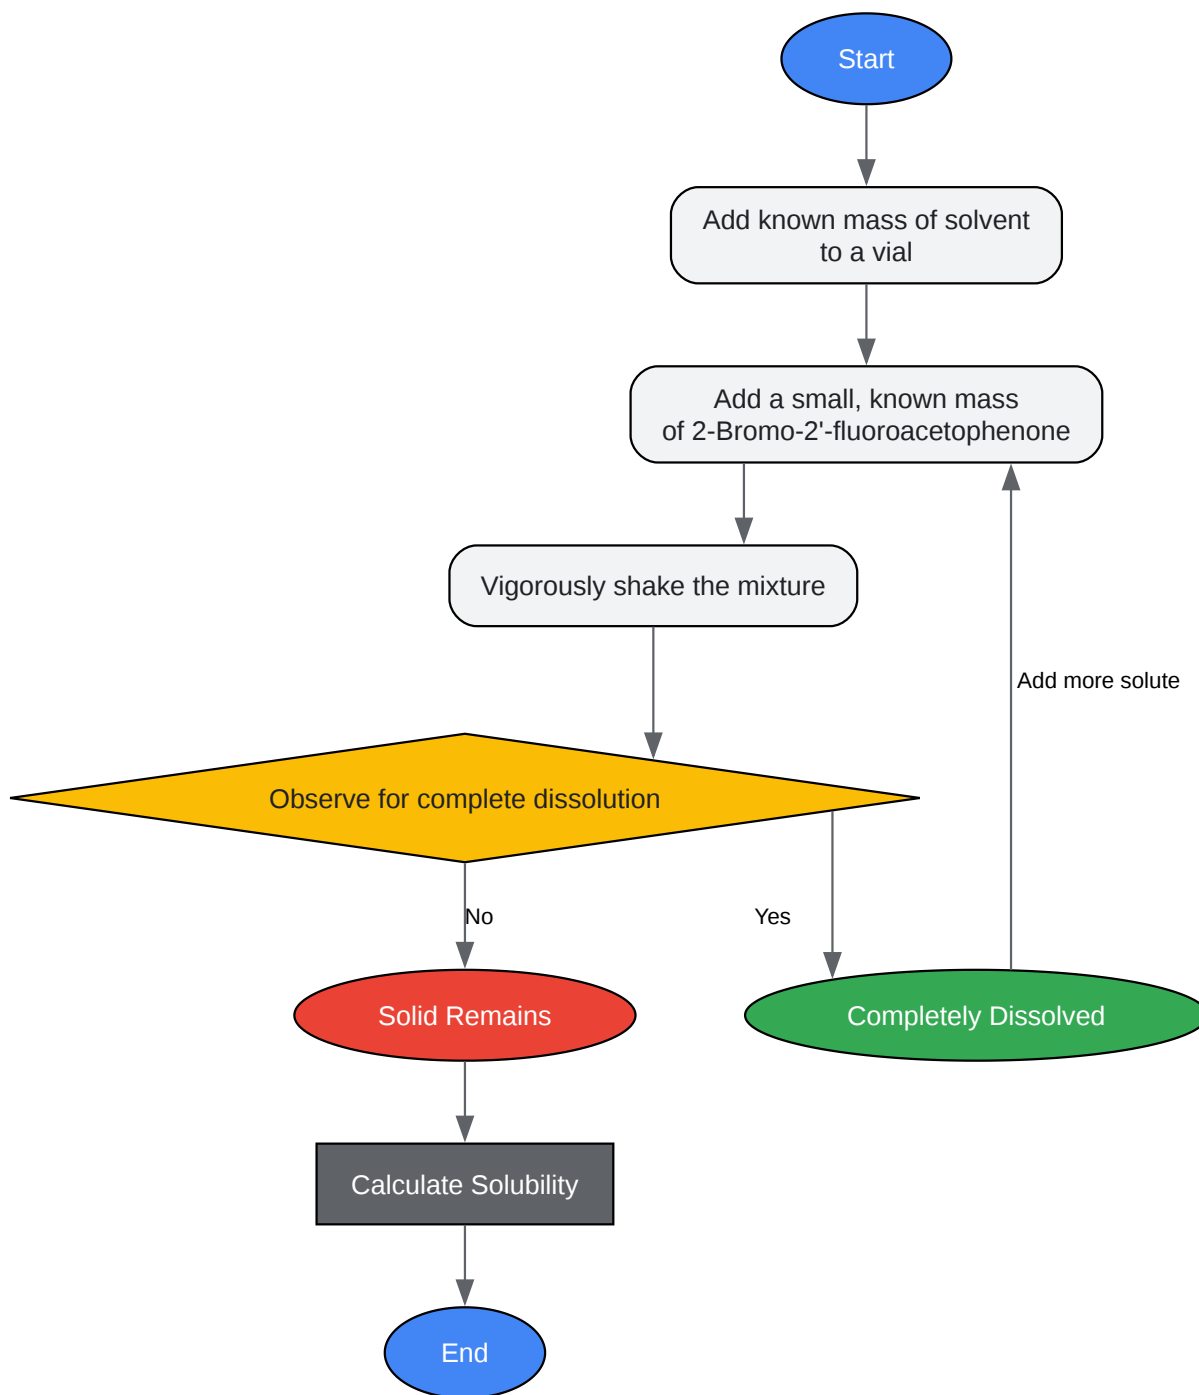 Start
Add known mass of solvent
to a vial
Add a small, known mass
of 2-Bromo-2'-fluoroacetophenone
Vigorously shake the mixture
Add more solute
Observe for complete dissolution
No
Yes
Solid Remains
Completely Dissolved
Calculate Solubility
End